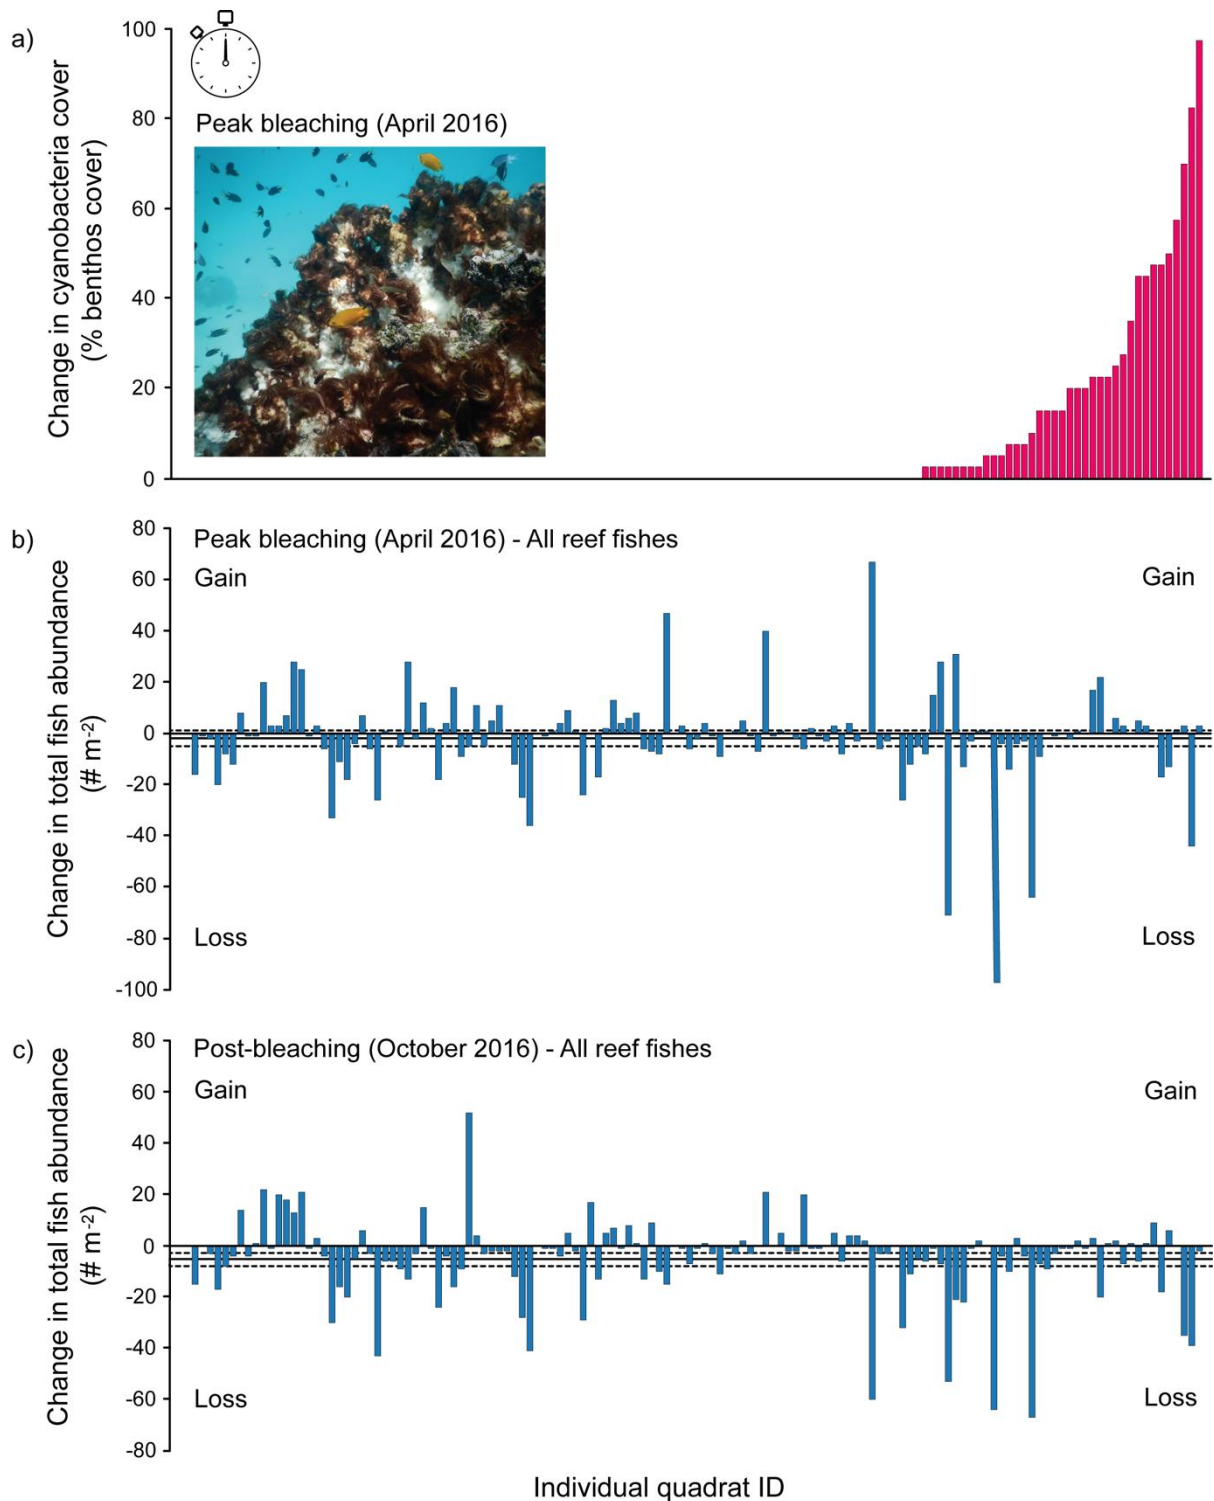 a)
Change in cyanobacteria cover
(% benthos cover)
100
80
60
40
20
0
Peak bleaching (April 2016)
b)
Change in total fish abundance
(# m-2)
80
60
40
20
0
-20
-40
-60
-80
-100
Peak bleaching (April 2016) - All reef fishes
Gain
Gain
Loss
Loss
c)
Change in total fish abundance
(# m-2)
80
60
40
20
0
-20
-40
-60
-80
Post-bleaching (October 2016) - All reef fishes
Gain
Gain
Loss
Loss
Individual quadrat ID